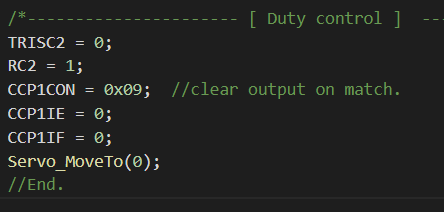 /*---------------------- [ Duty control ]  --
TRISC2 = 0;
RC2 = 1;
CCP1CON = 0x09;  //clear output on match.
CCP1IE = 0;
CCP1IF = 0;
Servo_MoveTo(0);
//End.